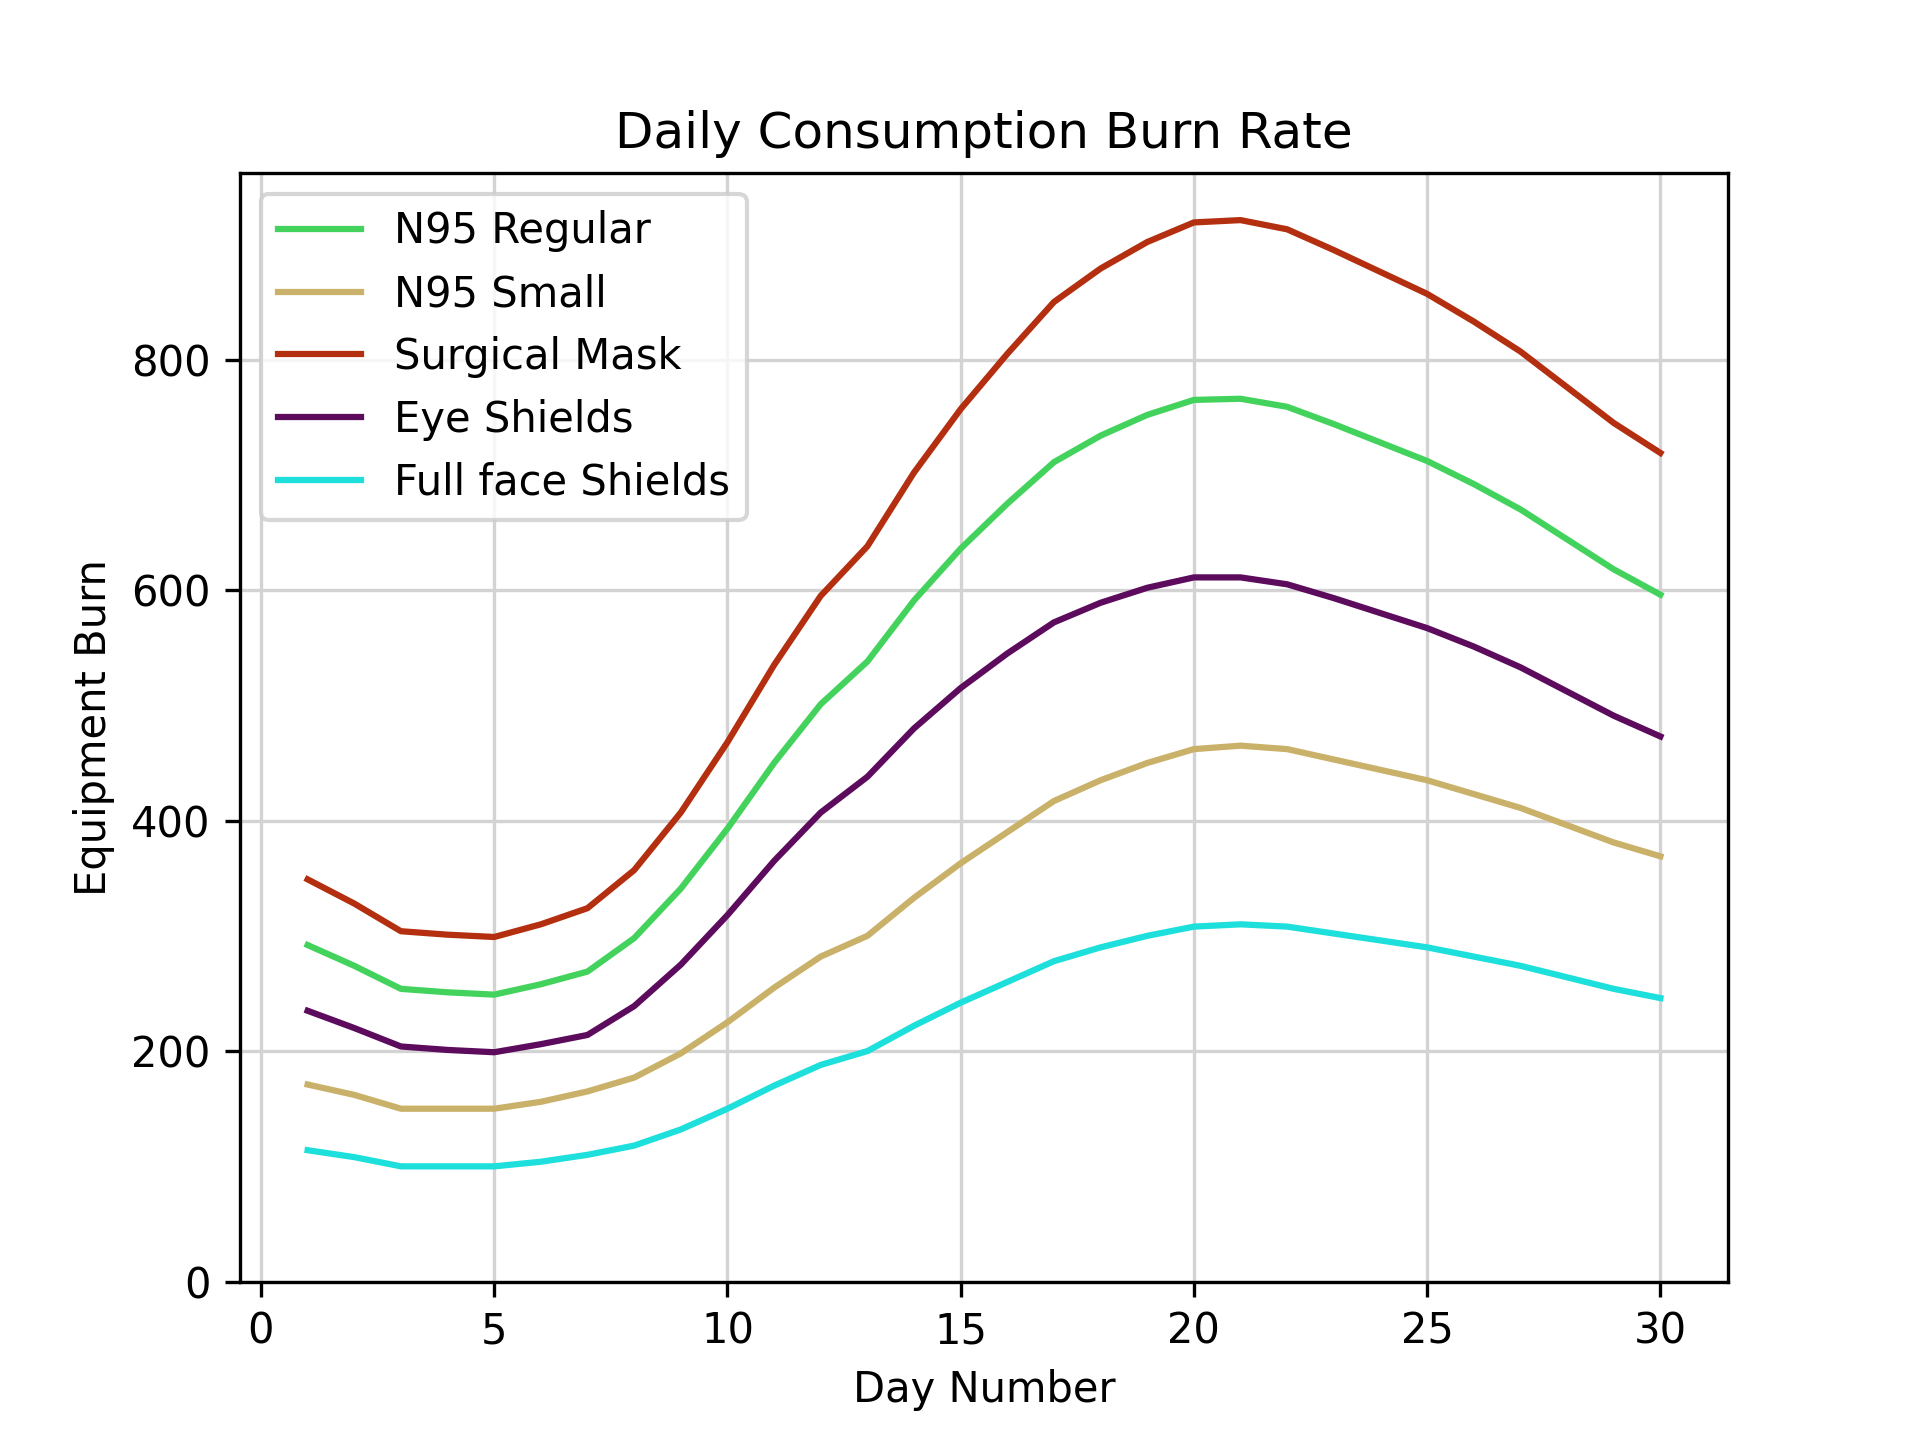 Daily Consumption Burn Rate
N95 Regular
N95 Small
Surgical Mask
Eye Shields
Full face Shields
Equipment Burn
800
600
400
200
0
0 5 10 15 20 25 30
Day Number